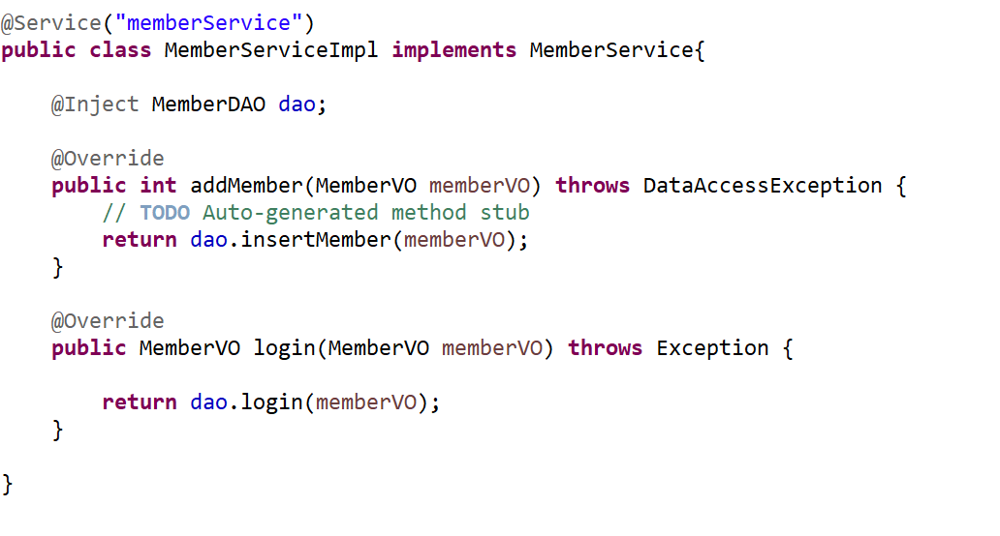 @Service("memberService")
public class MemberServiceImpl implements MemberService{
@Inject MemberDAO dao;
@Override
public int addMember(MemberVO memberVO) throws DataAccessException {
// TODO Auto-generated method stub
return dao.insertMember(memberVO);
}
@Override
public MemberVO login(MemberVO memberVO) throws Exception {
return dao.login(memberVO);
}
}